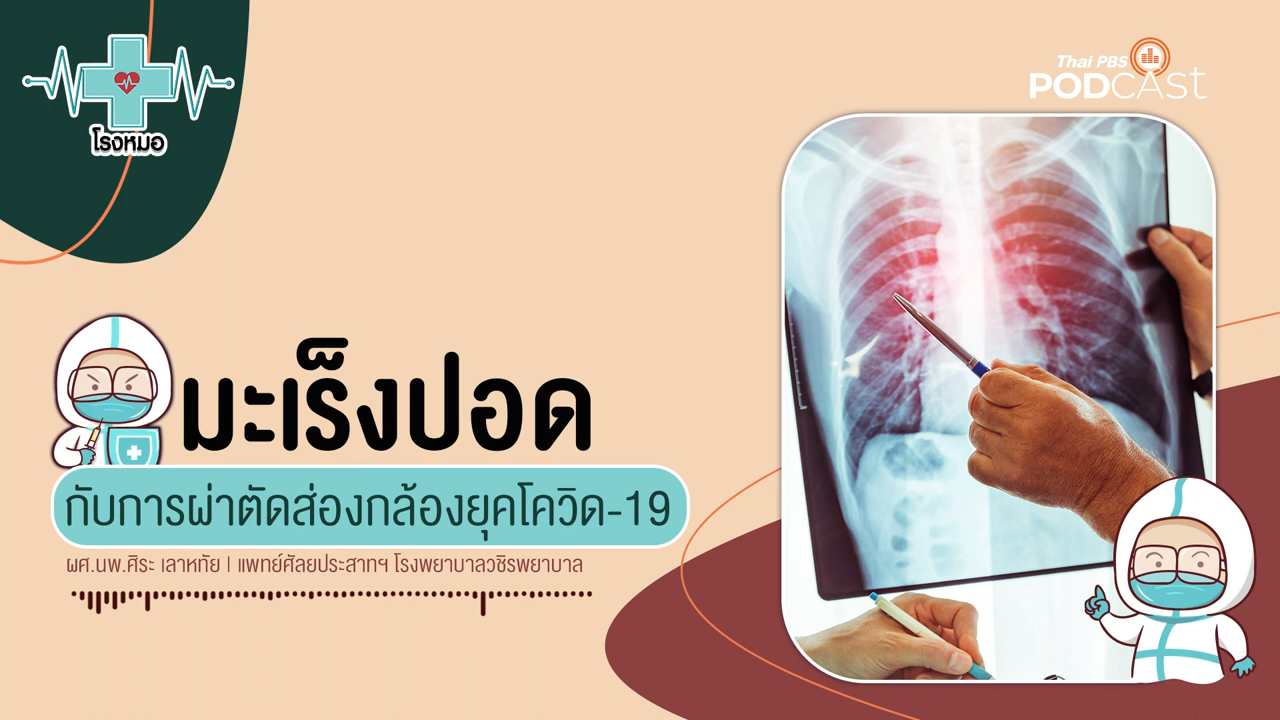 โรงหมอ
Thai PBS
PODCAST
มะเร็งปอด
กับการผ่าตัดส่องกล้องยุคโควิด-19
ผศ.นพ.ศิระ เลาหทัย | แพทย์ศัลยประสาทฯ โรงพยาบาลวชิรพยาบาล